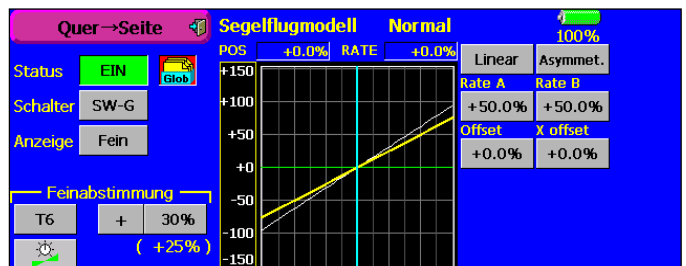 Quer→Seite
Segelflugmodell Normal
100%
POS +0.0% RATE +0.0%
Status EIN Glob
Schalter SW-G
Anzeige Fein
+150
+100
+50
+0
-50
-100
-150
Linear Asymmet.
Rate A Rate B
+50.0% +50.0%
Offset X offset
+0.0% +0.0%
Feinabstimmung
T6 + 30%
( +25% )